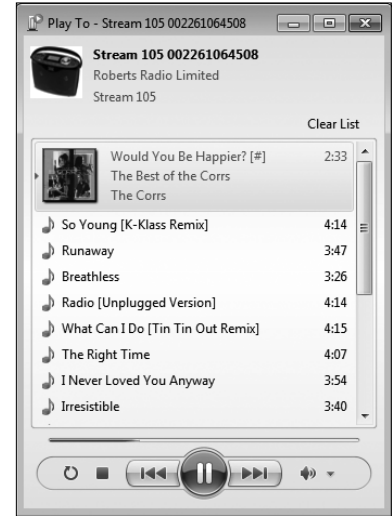 Play To - Stream 105 002261064508
Stream 105 002261064508
Roberts Radio Limited
Stream 105
Clear List
Would You Be Happier? [#] 2:33
The Best of the Corrs
The Corrs
So Young [K-Klass Remix] 4:14
Runaway 3:47
Breathless 3:26
Radio [Unplugged Version] 4:14
What Can I Do [Tin Tin Out Remix] 4:15
The Right Time 4:07
I Never Loved You Anyway 3:54
Irresistible 3:40